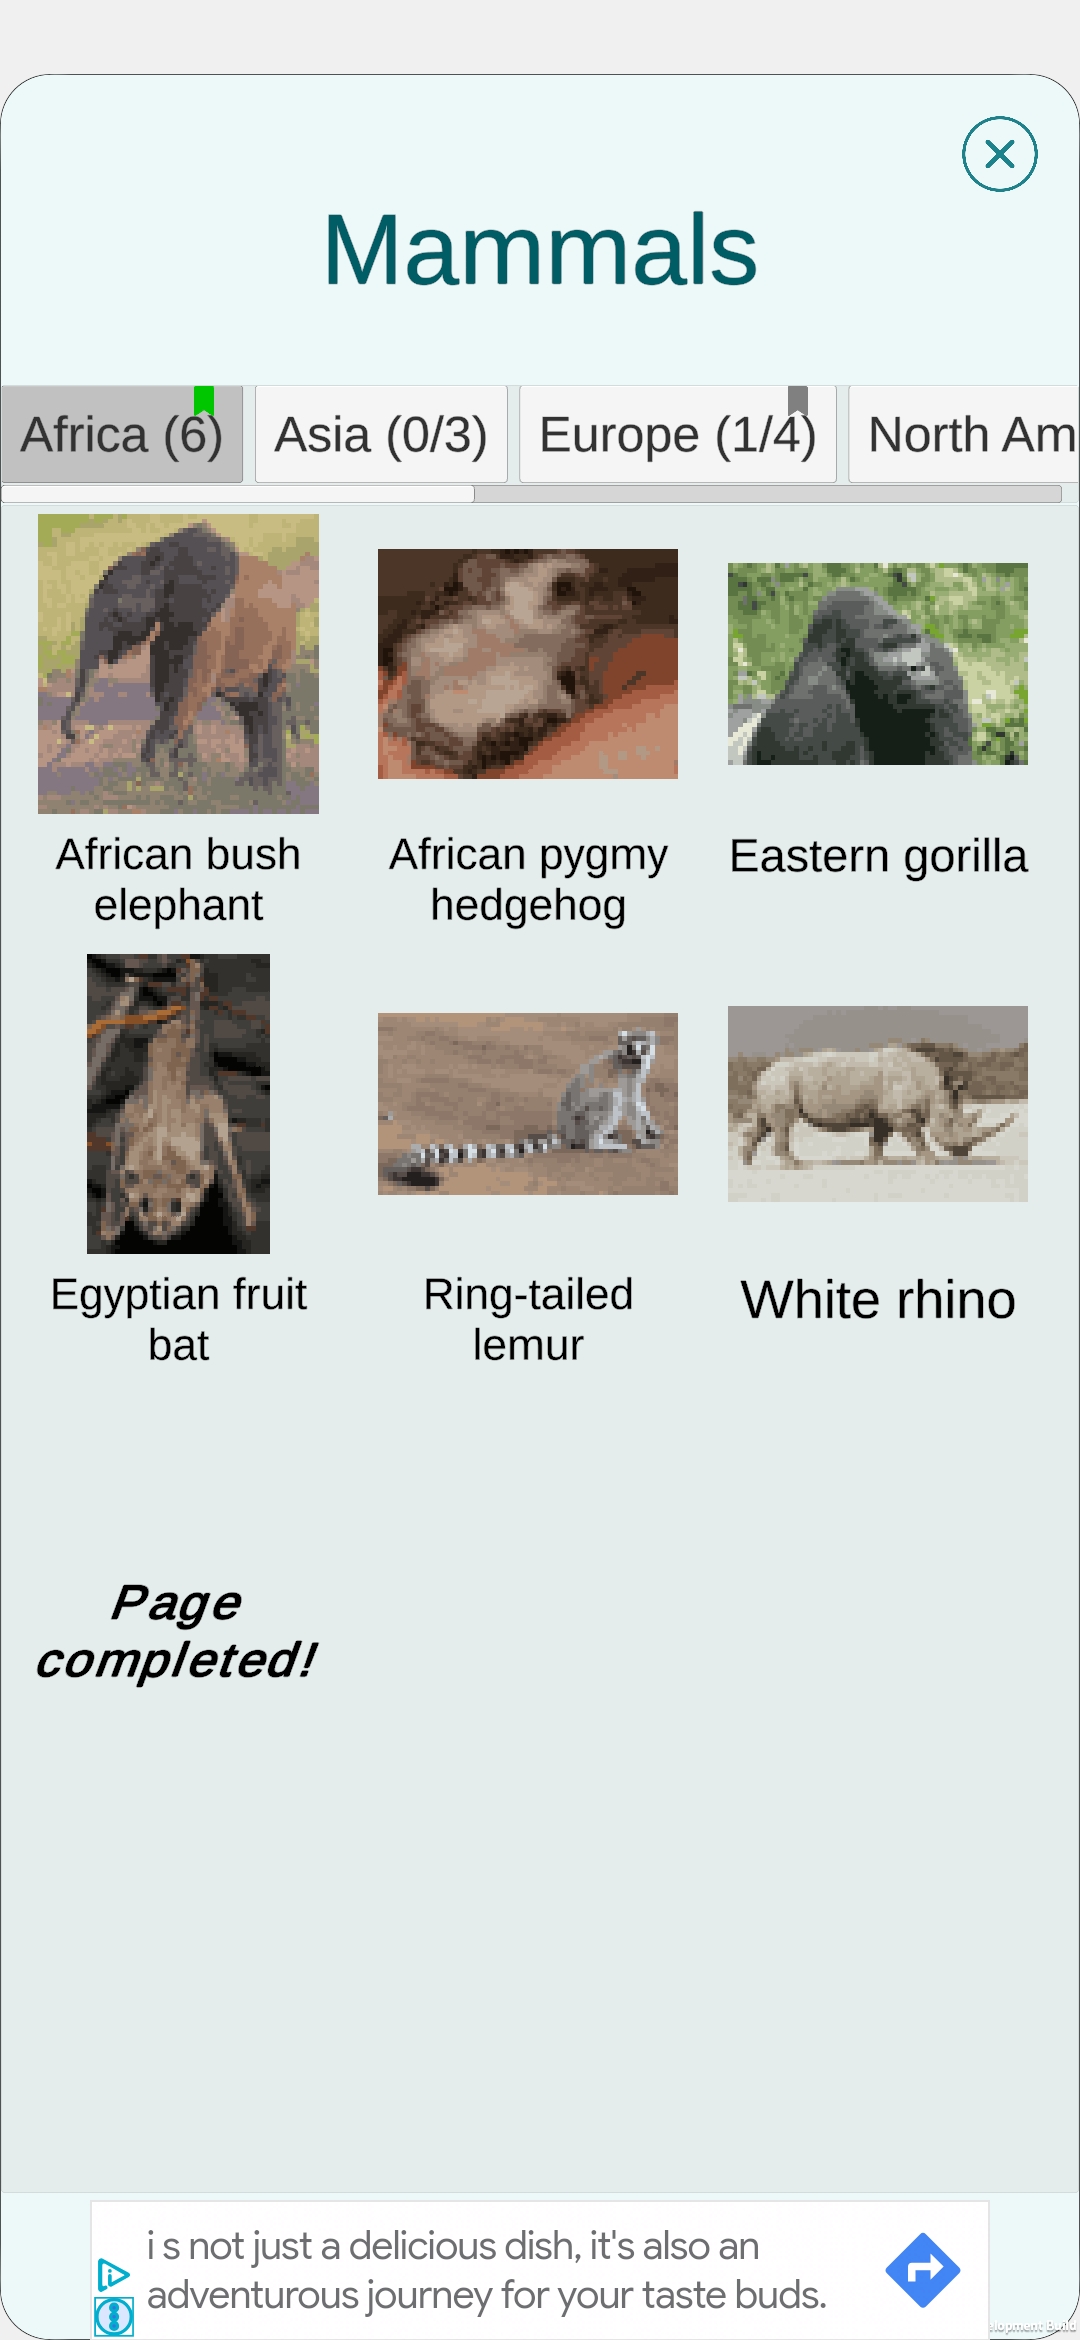 Mammals
Africa (6)
Asia (0/3)
Europe (1/4)
North Am
African bush
elephant
African pygmy
hedgehog
Eastern gorilla
Egyptian fruit
bat
Ring-tailed
lemur
White rhino
Page
completed!
i s not just a delicious dish, it's also an
adventurous journey for your taste buds.
elopment Build